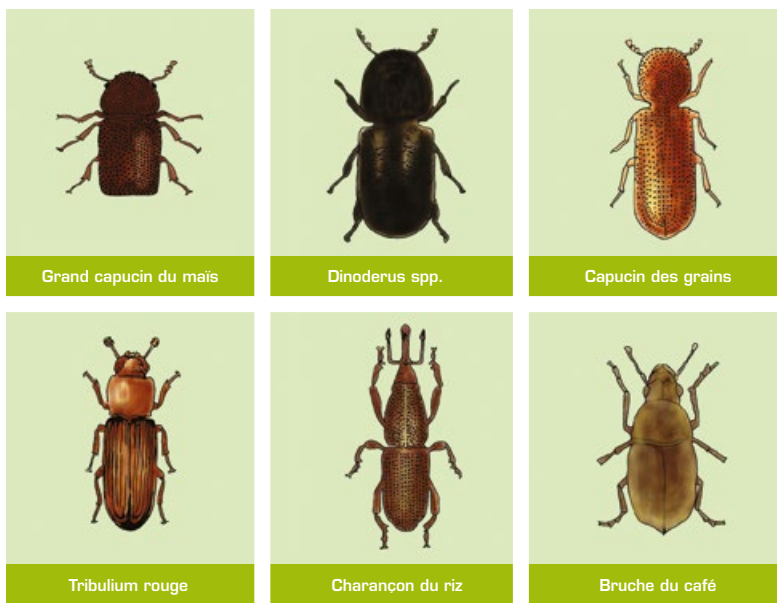 Grand capucin du maïs
Dinoderus spp.
Capucin des grains
Tribulium rouge
Charançon du riz
Bruche du café